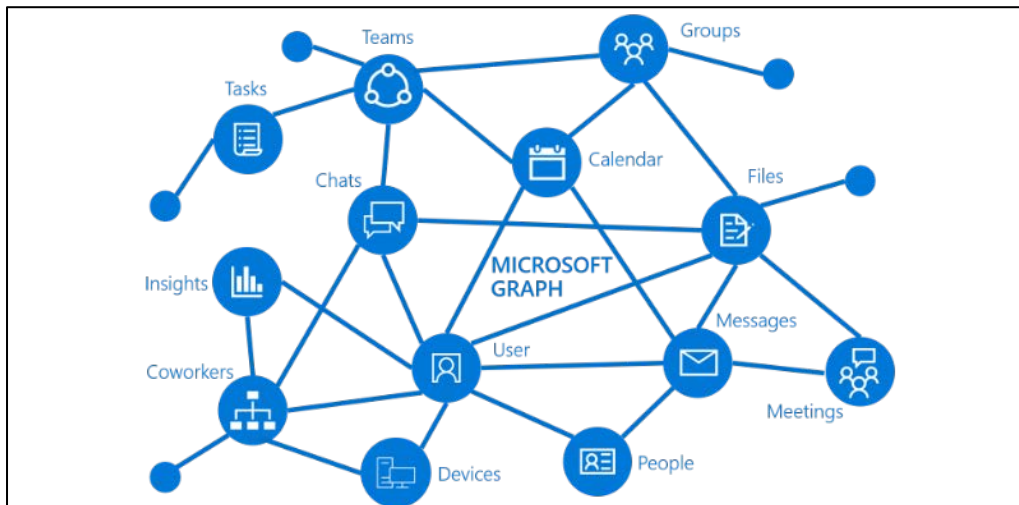 Teams
Groups
Tasks
Calendar
Chats
Files
MICROSOFT
GRAPH
Insights
Messages
User
Coworkers
Meetings
Devices
People